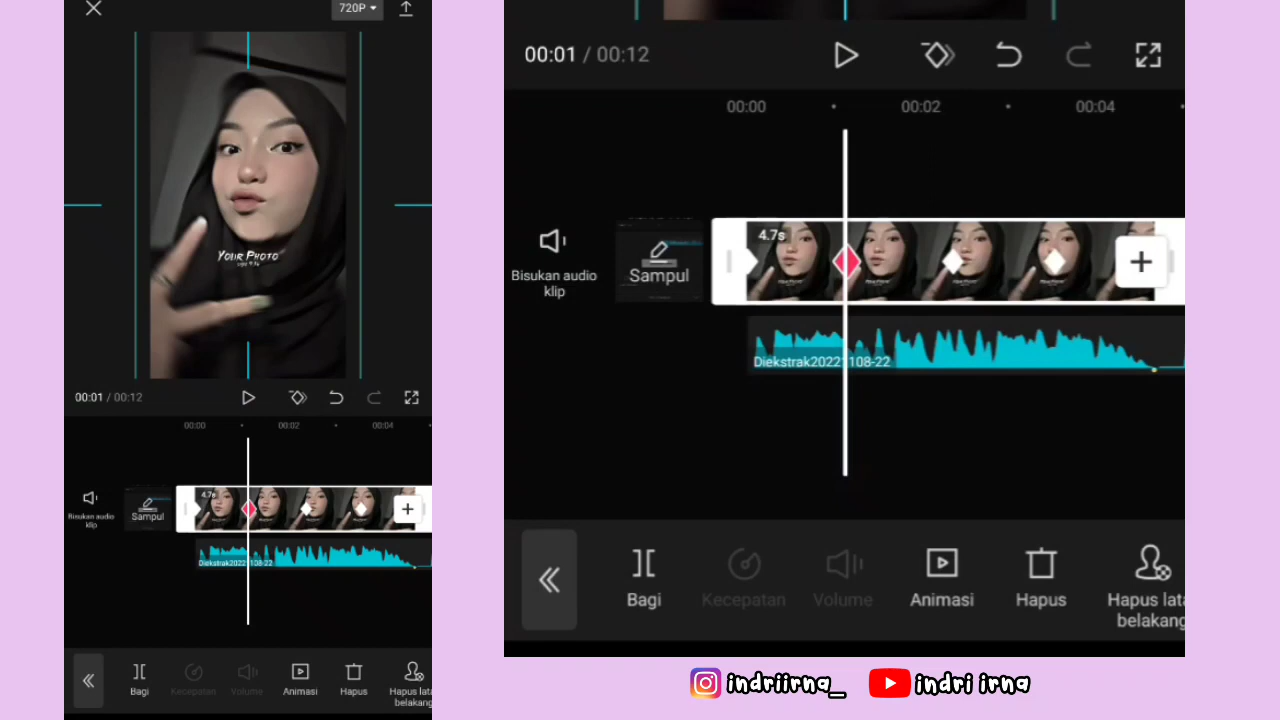 720P
YOUR PHOTO
00:01 / 00:12
00:00
00:02
00:04
4.7s
Bisukan audio
klip
Sampul
Diekstrak2022
108-22
Bagi
Kecepatan
Volume
Animasi
Hapus
Hapus lata
belakang
00:01 / 00:12
00:00
00:02
00:04
4.7s
Bisukan audio
klip
Sampul
Diekstrak2022
108-22
Bagi
Kecepatan
Volume
Animasi
Hapus
Hapus lat
belakang
indriirna_
indri irna